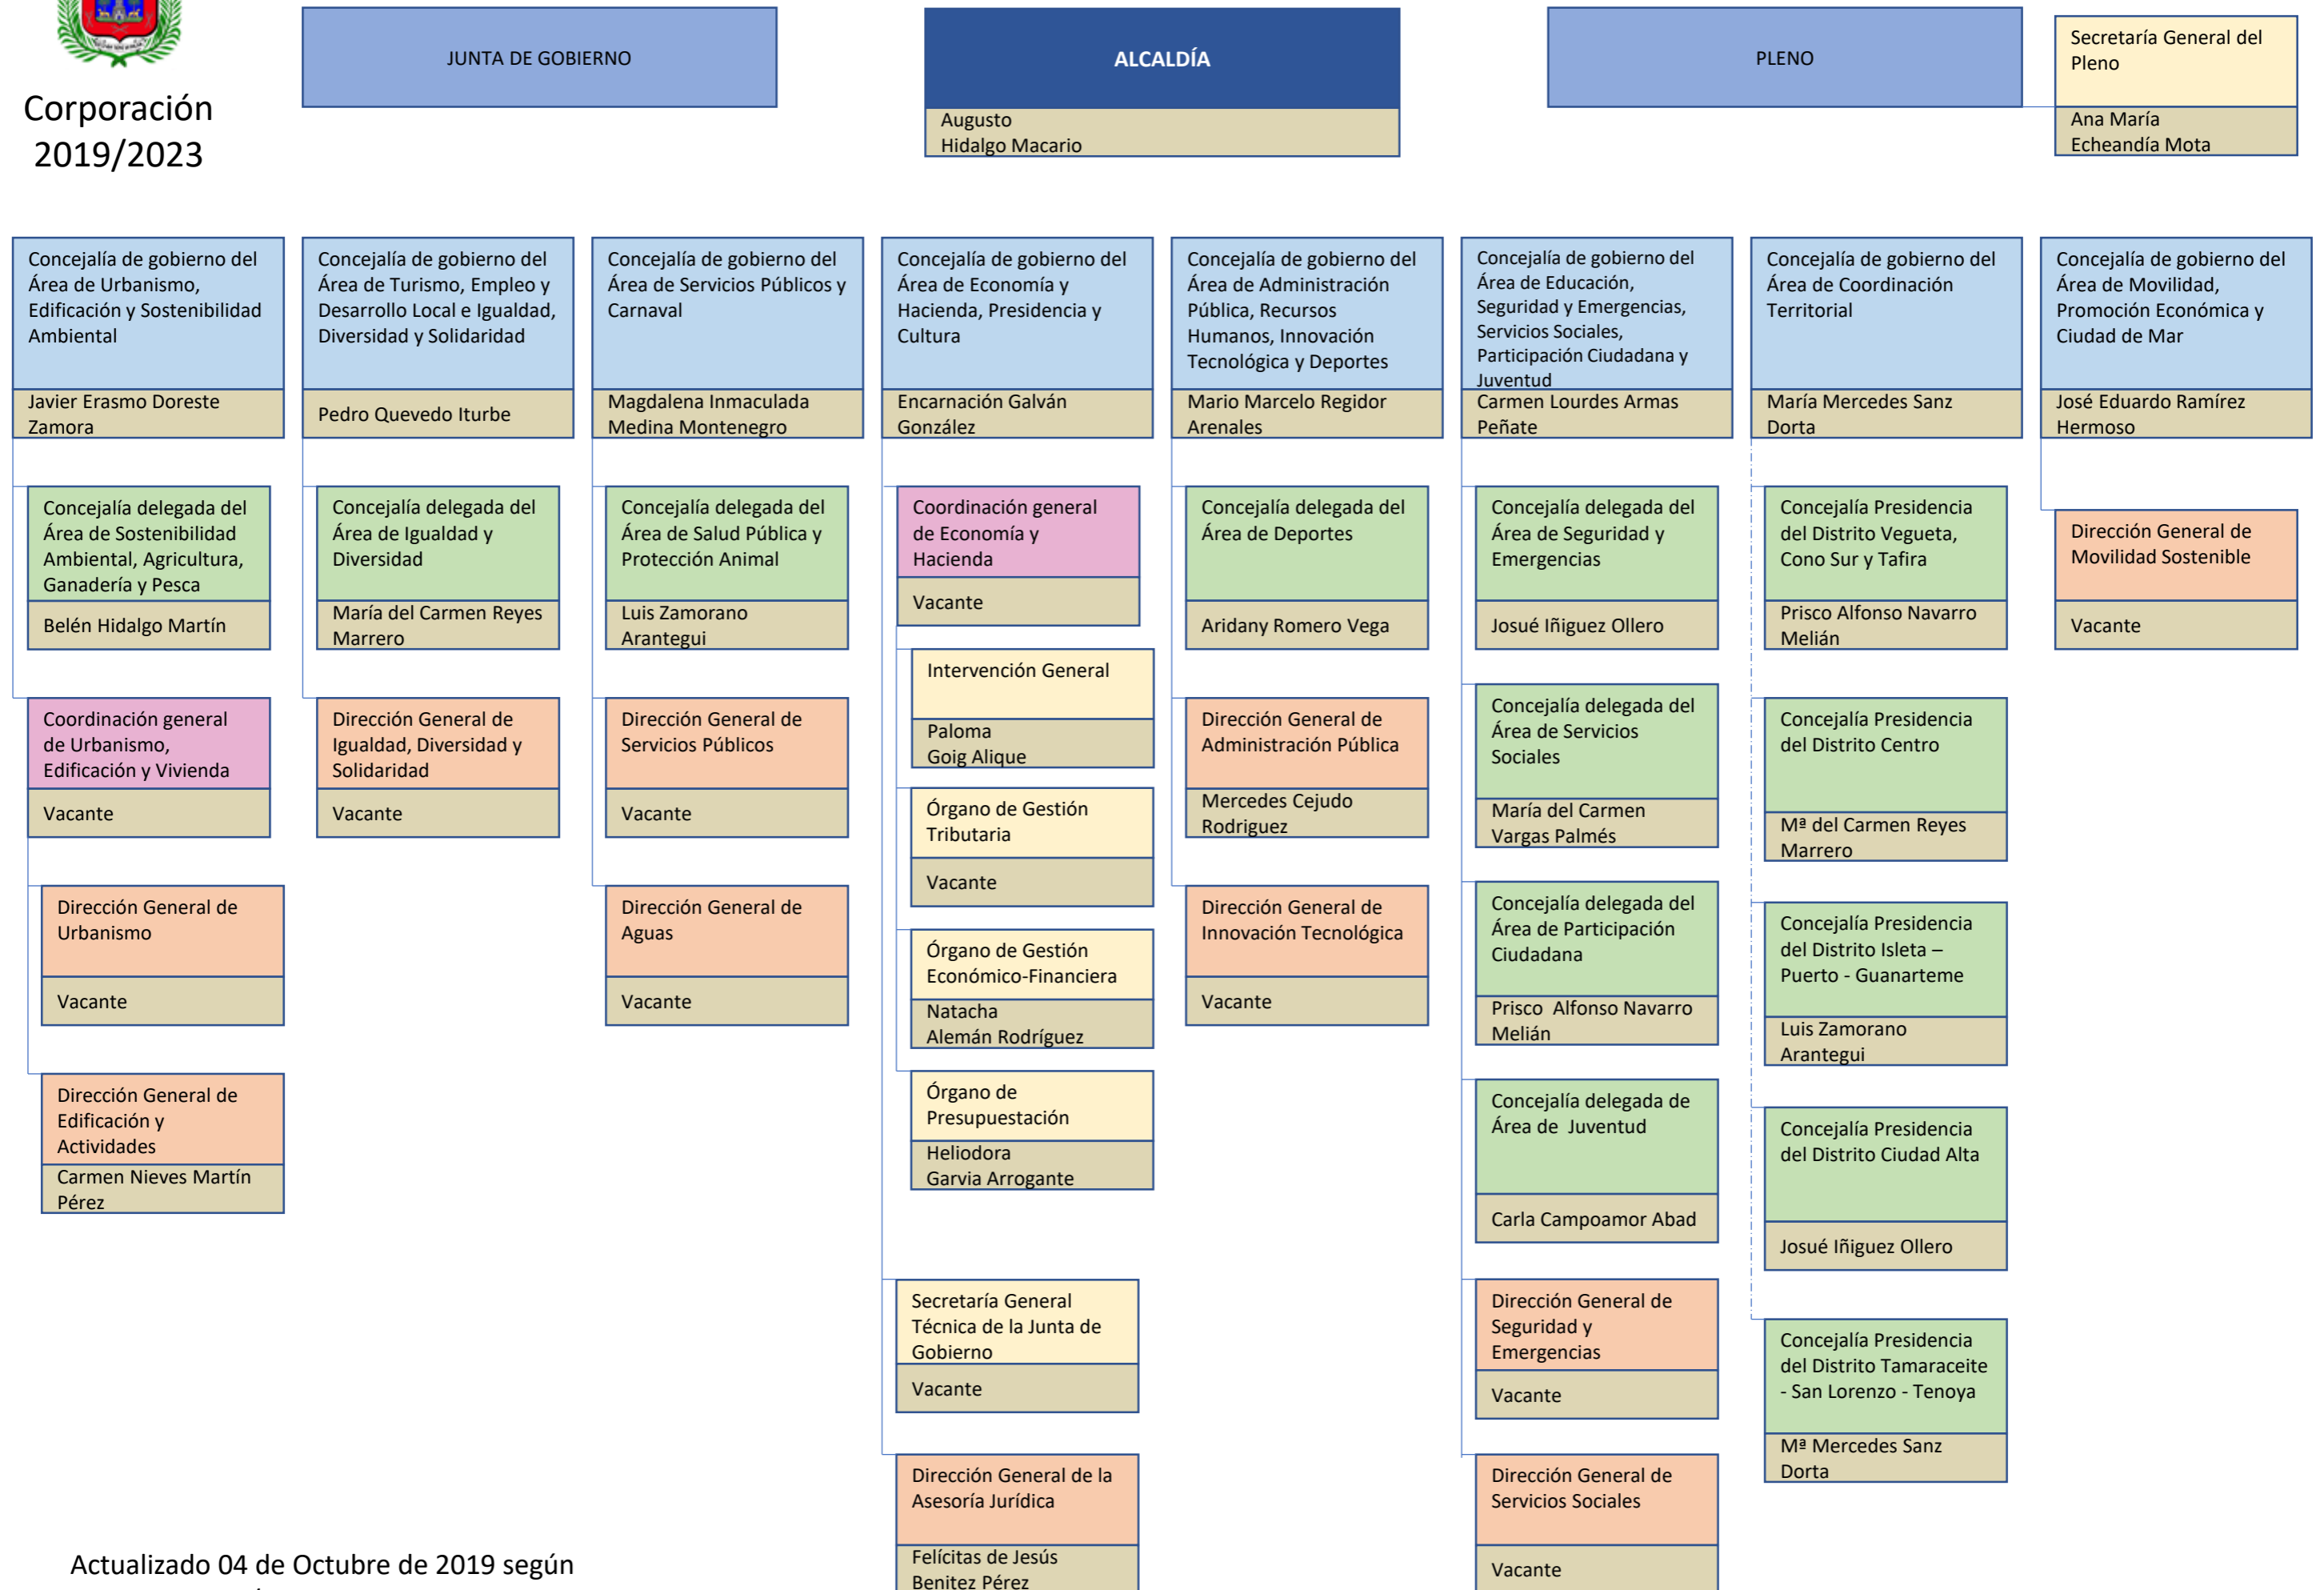 Corporación
2019/2023
JUNTA DE GOBIERNO
ALCALDÍA
Augusto
Hidalgo Macario
PLENO
Secretaría General del
Pleno
Ana María
Echeandía Mota
Concejalía de gobierno del
Área de Urbanismo,
Edificación y Sostenibilidad
Ambiental
Javier Erasmo Doreste
Zamora
Concejalía delegada del
Área de Sostenibilidad
Ambiental, Agricultura,
Ganadería y Pesca
Belén Hidalgo Martín
Coordinación general
de Urbanismo,
Edificación y Vivienda
Vacante
Dirección General de
Urbanismo
Vacante
Dirección General de
Edificación y
Actividades
Carmen Nieves Martín
Pérez
Concejalía de gobierno del
Área de Turismo, Empleo y
Desarrollo Local e Igualdad,
Diversidad y Solidaridad
Pedro Quevedo Iturbe
Concejalía delegada del
Área de Igualdad y
Diversidad
María del Carmen Reyes
Marrero
Dirección General de
Igualdad, Diversidad y
Solidaridad
Vacante
Concejalía de gobierno del
Área de Servicios Públicos y
Carnaval
Magdalena Inmaculada
Medina Montenegro
Concejalía delegada del
Área de Salud Pública y
Protección Animal
Luis Zamorano
Arantegui
Dirección General de
Servicios Públicos
Vacante
Dirección General de
Aguas
Vacante
Concejalía de gobierno del
Área de Economía y
Hacienda, Presidencia y
Cultura
Encarnación Galván
González
Coordinación general
de Economía y
Hacienda
Vacante
Intervención General
Paloma
Goig Alique
Órgano de Gestión
Tributaria
Vacante
Órgano de Gestión
Económico-Financiera
Natacha
Alemán Rodríguez
Órgano de
Presupuestación
Heliodora
Garvia Arrogante
Secretaría General
Técnica de la Junta de
Gobierno
Vacante
Dirección General de la
Asesoría Jurídica
Felícitas de Jesús
Benitez Pérez
Concejalía de gobierno del
Área de Administración
Pública, Recursos
Humanos, Innovación
Tecnológica y Deportes
Mario Marcelo Regidor
Arenales
Concejalía delegada del
Área de Deportes
Aridany Romero Vega
Dirección General de
Administración Pública
Mercedes Cejudo
Rodriguez
Dirección General de
Innovación Tecnológica
Vacante
Concejalía de gobierno del
Área de Educación,
Seguridad y Emergencias,
Servicios Sociales,
Participación Ciudadana y
Juventud
Carmen Lourdes Armas
Peñate
Concejalía delegada del
Área de Seguridad y
Emergencias
Josué Iñiguez Ollero
Concejalía delegada del
Área de Servicios
Sociales
María del Carmen
Vargas Palmés
Concejalía delegada del
Área de Participación
Ciudadana
Prisco  Alfonso Navarro
Melián
Concejalía delegada de
Área de  Juventud
Carla Campoamor Abad
Dirección General de
Seguridad y
Emergencias
Vacante
Dirección General de
Servicios Sociales
Vacante
Concejalía de gobierno del
Área de Coordinación
Territorial
María Mercedes Sanz
Dorta
Concejalía Presidencia
del Distrito Vegueta,
Cono Sur y Tafira
Prisco Alfonso Navarro
Melián
Concejalía Presidencia
del Distrito Centro
Mª del Carmen Reyes
Marrero
Concejalía Presidencia
del Distrito Isleta –
Puerto - Guanarteme
Luis Zamorano
Arantegui
Concejalía Presidencia
del Distrito Ciudad Alta
Josué Iñiguez Ollero
Concejalía Presidencia
del Distrito Tamaraceite
- San Lorenzo - Tenoya
Mª Mercedes Sanz
Dorta
Concejalía de gobierno del
Área de Movilidad,
Promoción Económica y
Ciudad de Mar
José Eduardo Ramírez
Hermoso
Dirección General de
Movilidad Sostenible
Vacante
Actualizado 04 de Octubre de 2019 según